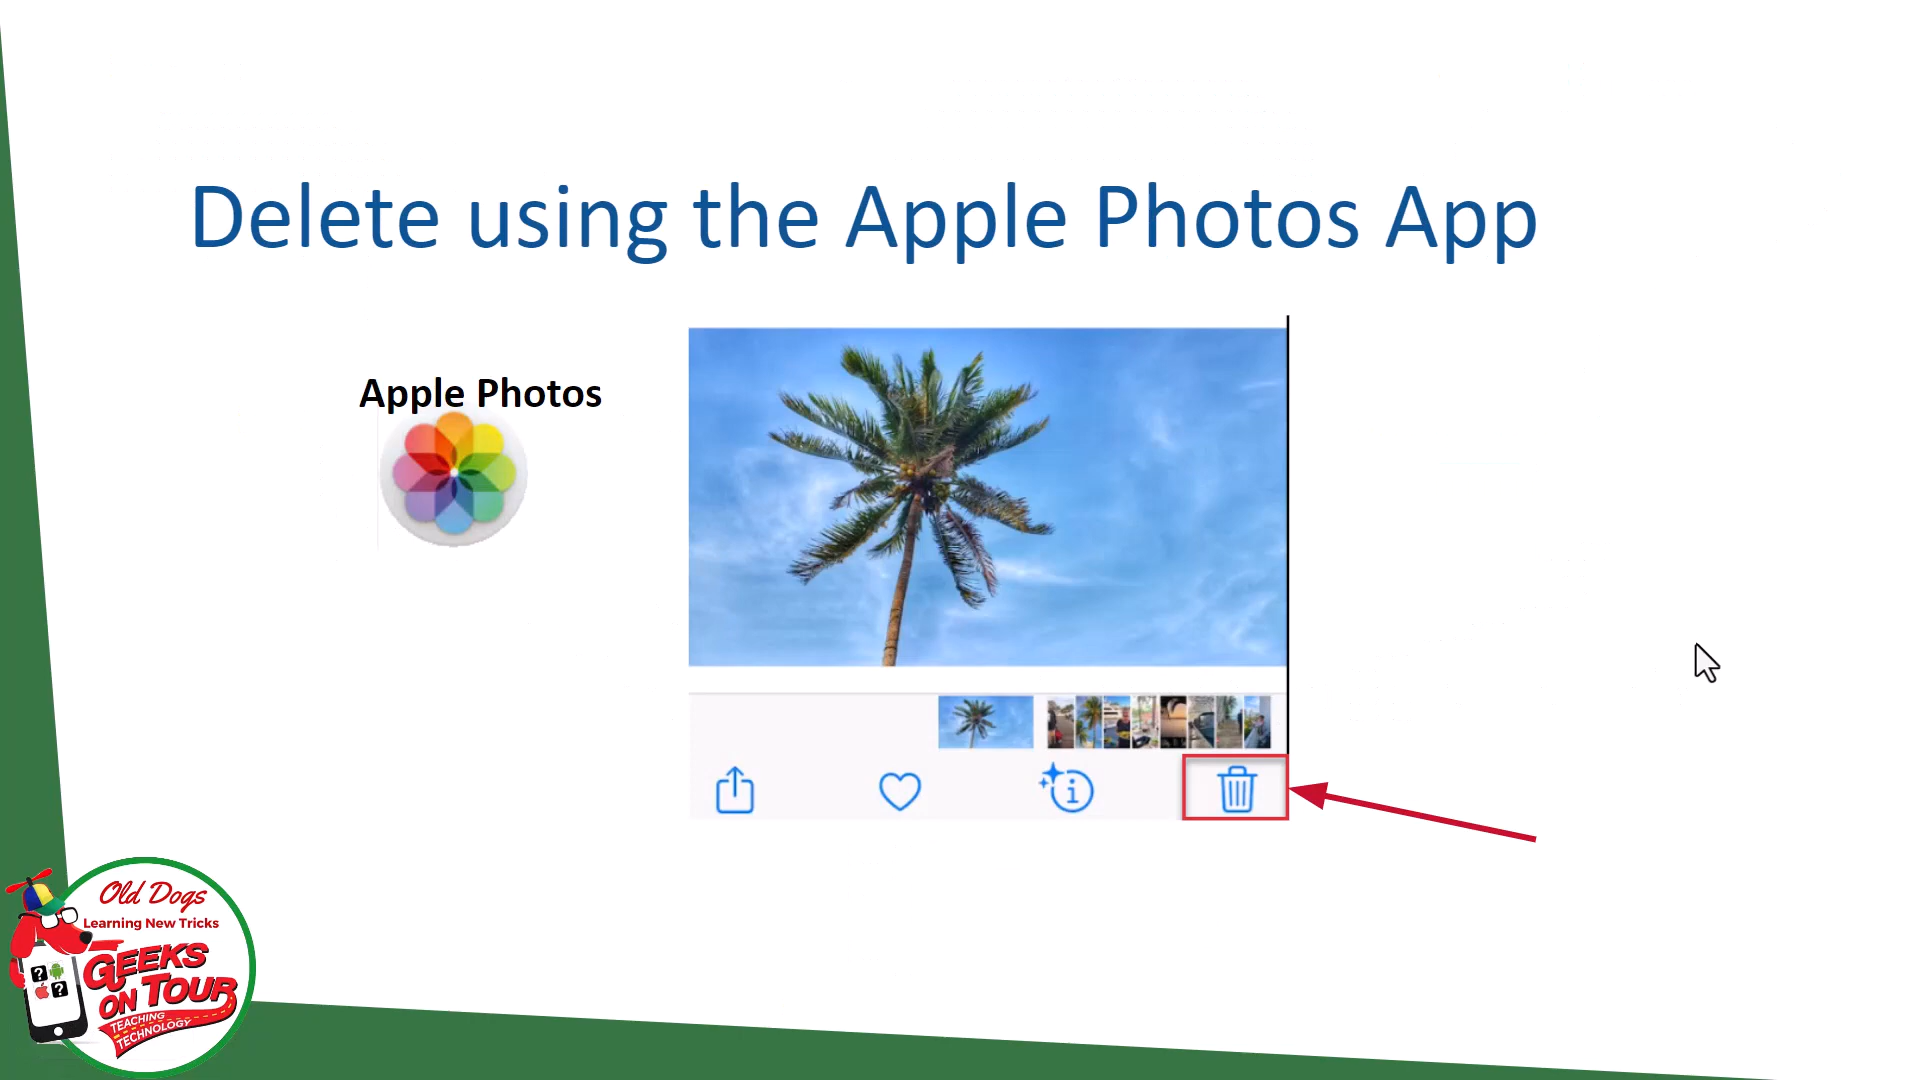 Delete using the Apple Photos App
Apple Photos
Old Dogs
Learning New Tricks
GEEKS
ON TOUR
TEACHING
TECHNOLOGY